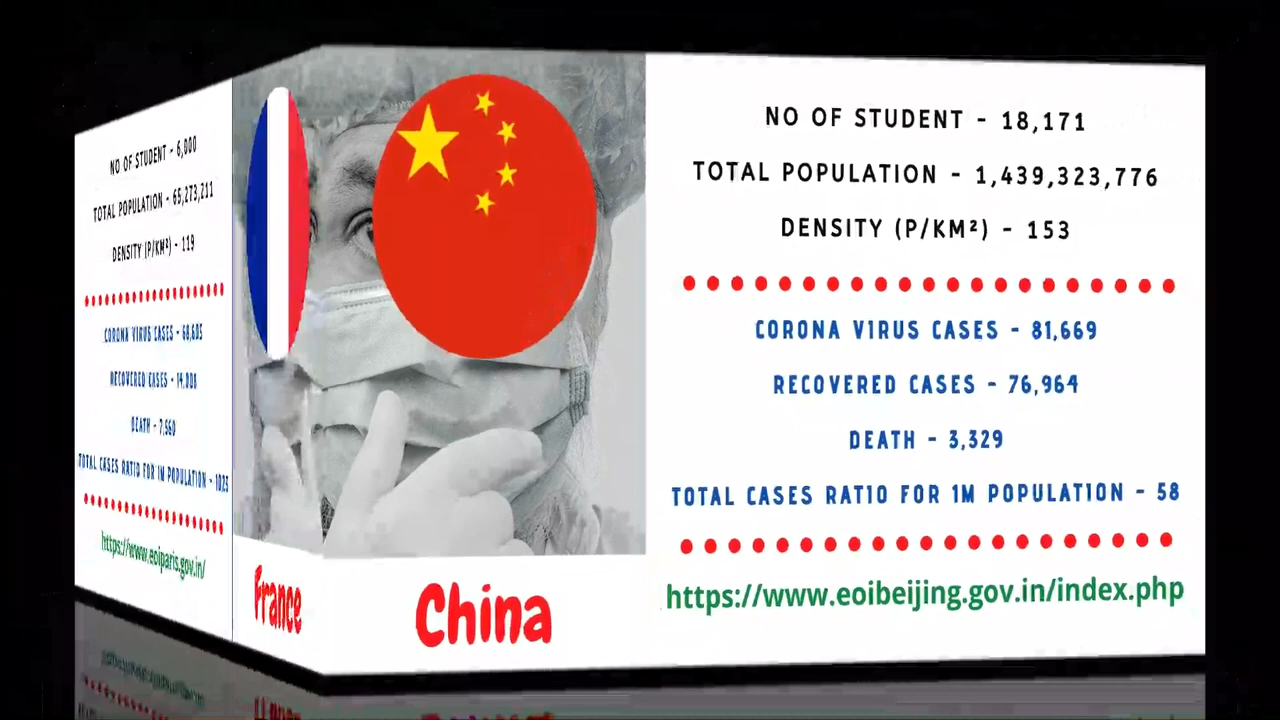 NO OF STUDENT - 6,000
TOTAL POPULATION - 65,273,211
DENSITY (P/KM²) - 119
CORONA VIRUS CASES - 68,605
RECOVERED CASES -
DEATH - 7,560
TOTAL CASES RATIO FOR 1M POPULATION -
https://www.eoiparis.gov.in/
France
China
NO OF STUDENT - 18,171
TOTAL POPULATION - 1,439,323,776
DENSITY (P/KM²) - 153
CORONA VIRUS CASES - 81,669
RECOVERED CASES - 76,964
DEATH - 3,329
TOTAL CASES RATIO FOR 1M POPULATION - 58
https://www.eoibeijing.gov.in/index.php